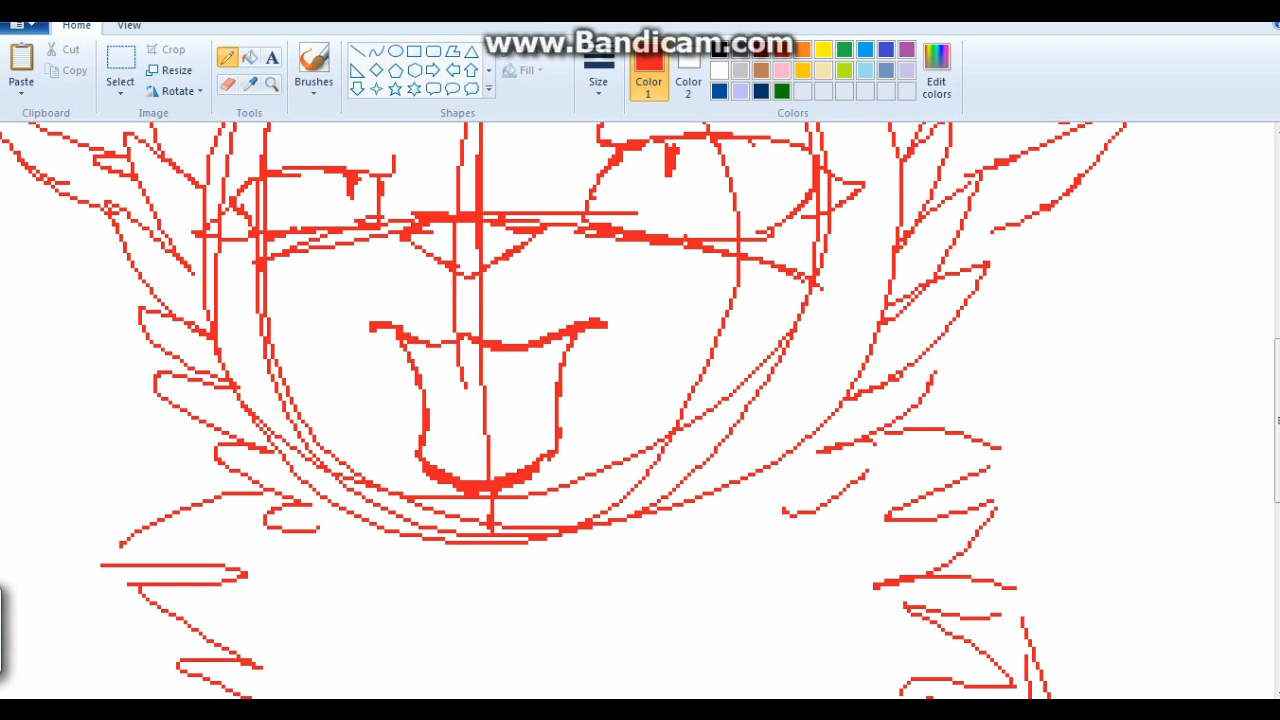 Home View
www.Bandicam.com
Cut
Copy
Paste
Clipboard
Select
Crop
Resize
Rotate
Image
Tools
Brushes
Shapes
Fill
Size
Color
1
Color
2
Edit
colors
Colors